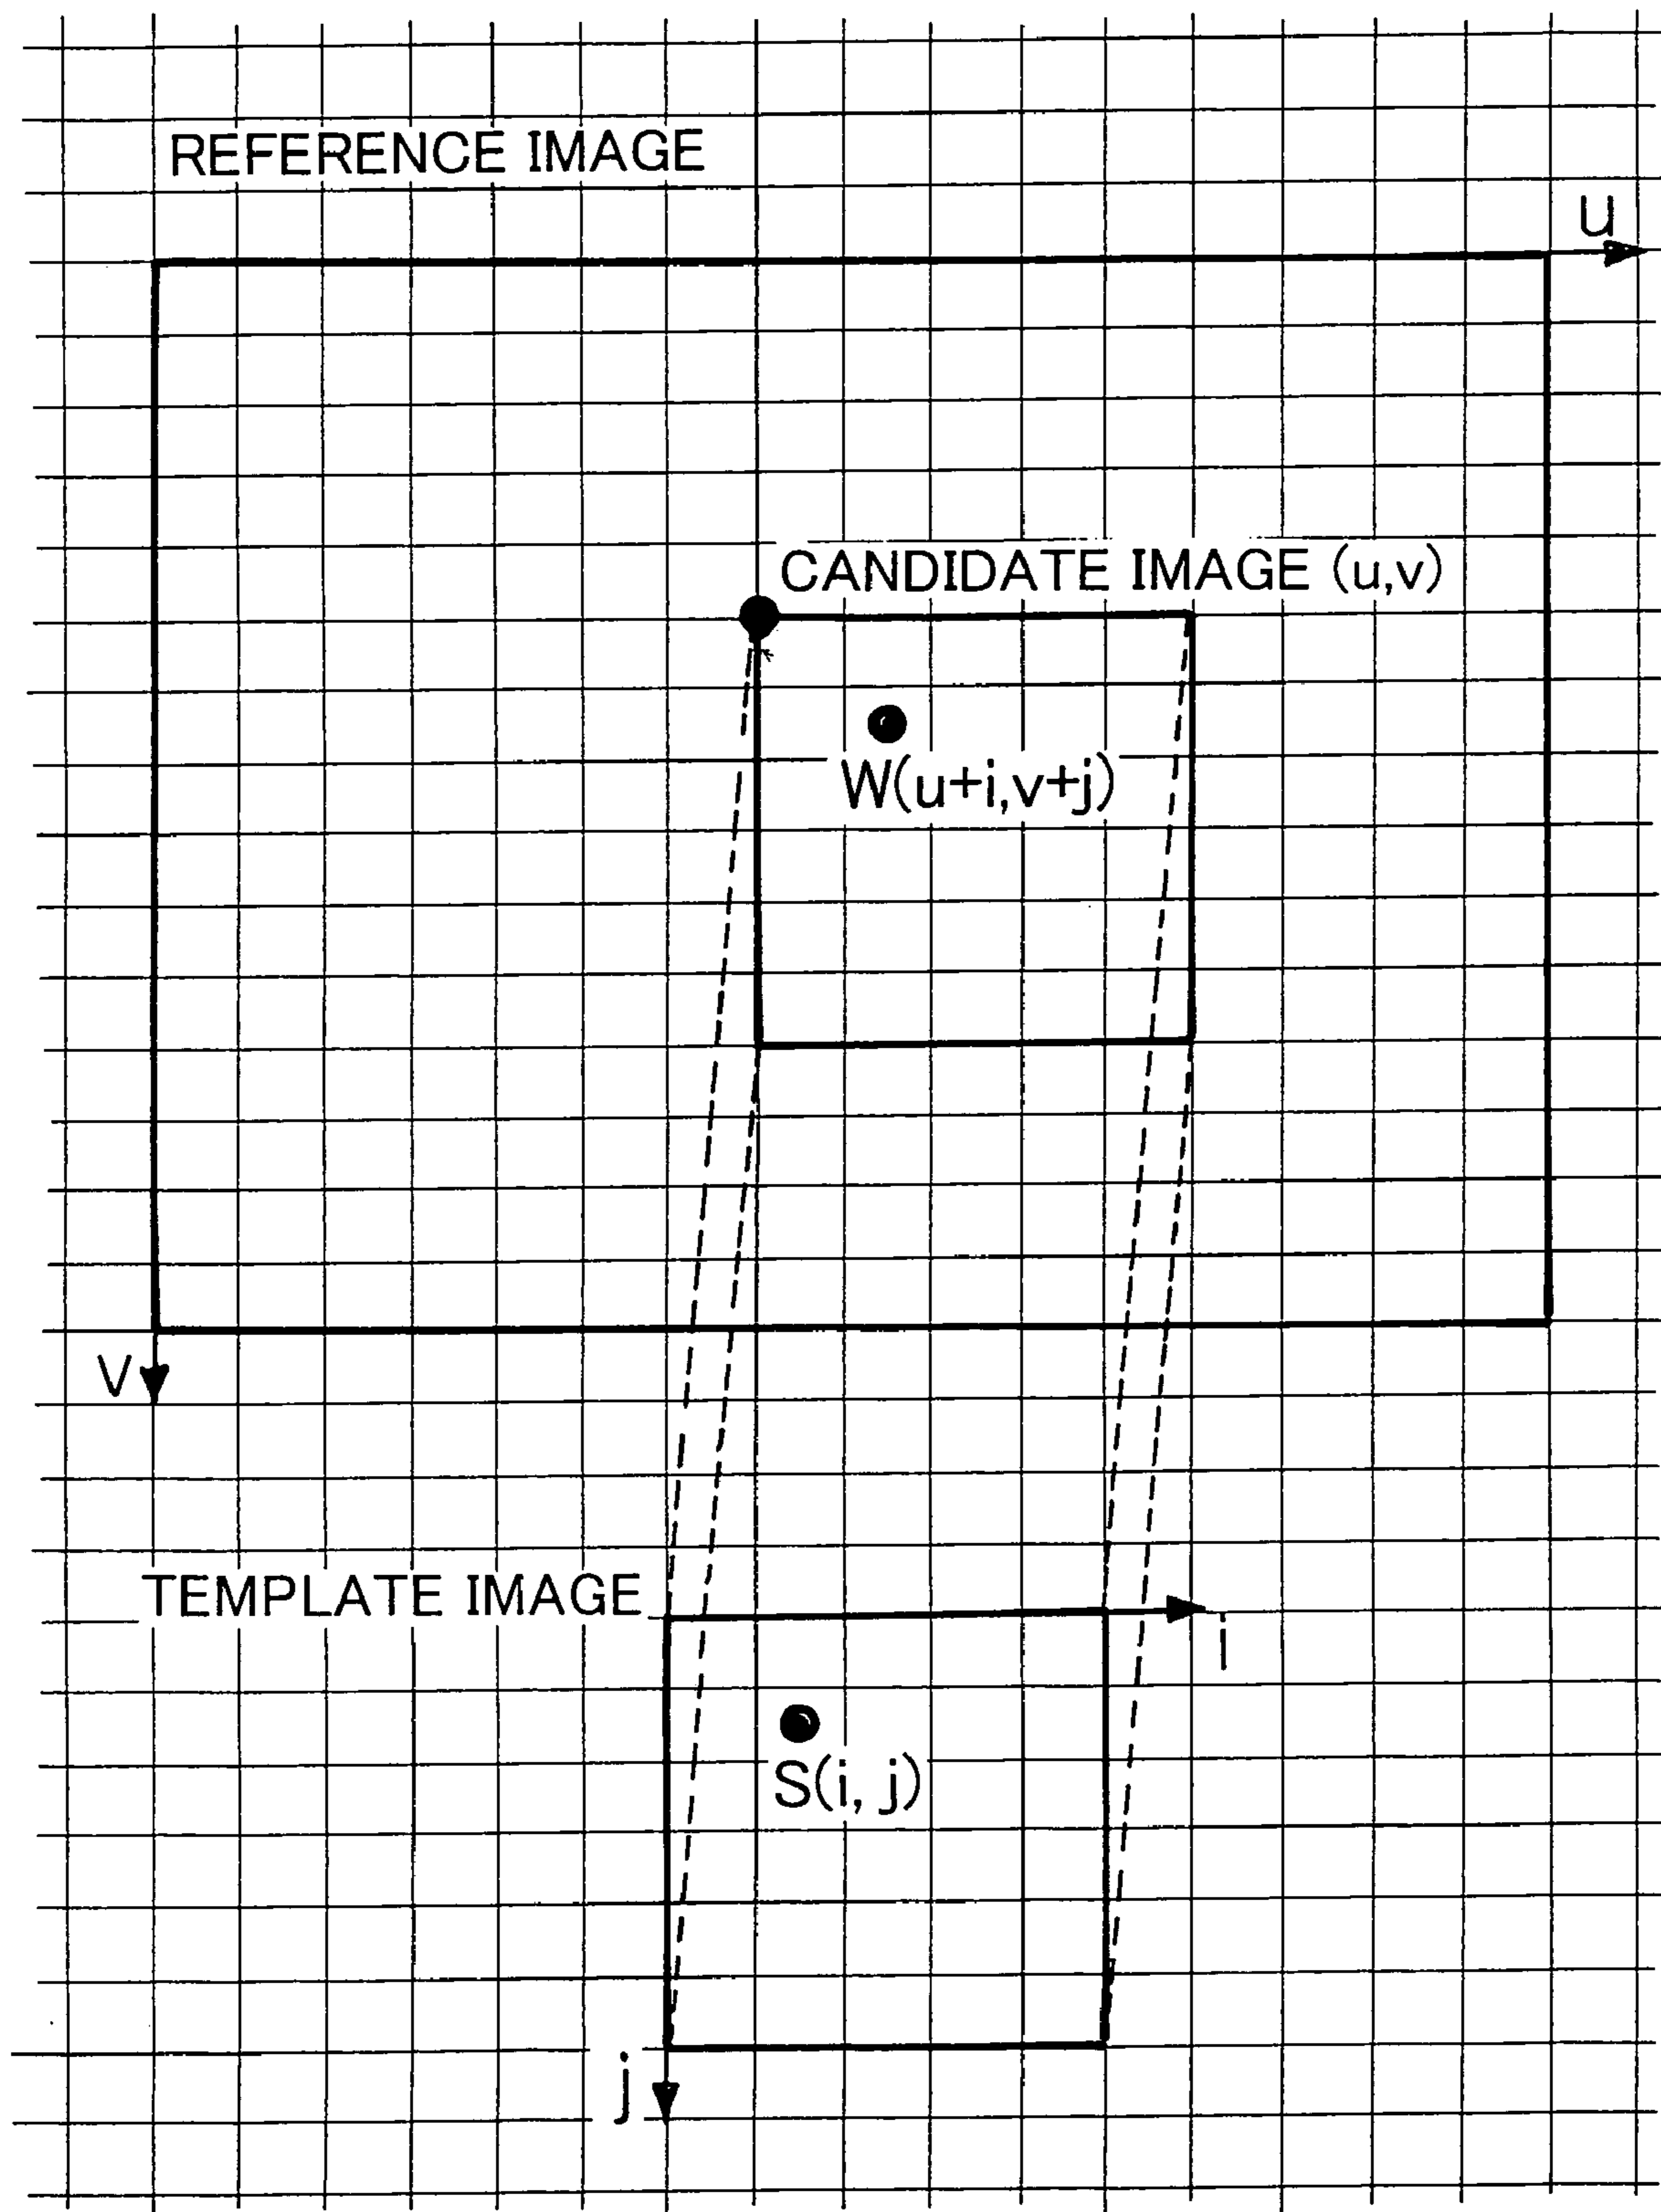 REFERENCE IMAGE
u
CANDIDATE IMAGE (u,v)
W(u+i,v+j)
v
TEMPLATE IMAGE
i
S(i, j)
j